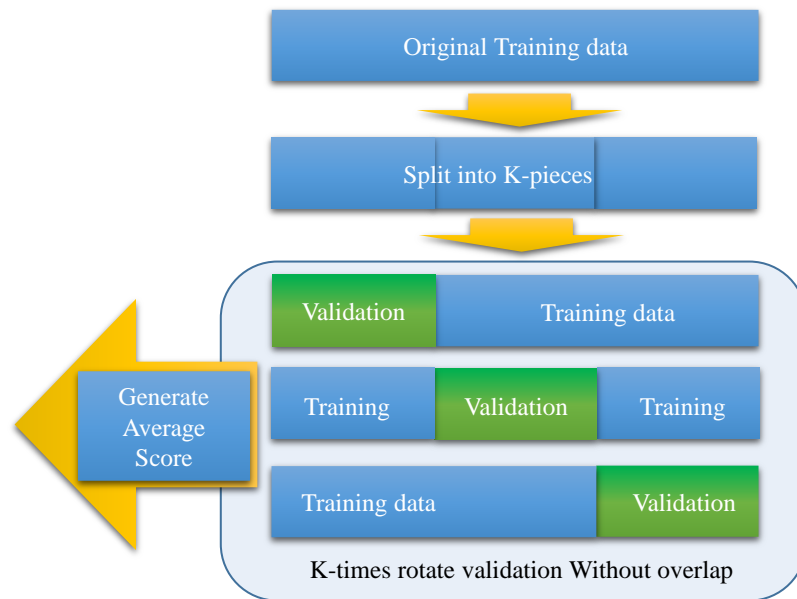 Original Training data
Split into K-pieces
Validation
Training data
Generate
Average
Score
Training
Validation
Training
Training data
Validation
K-times rotate validation Without overlap